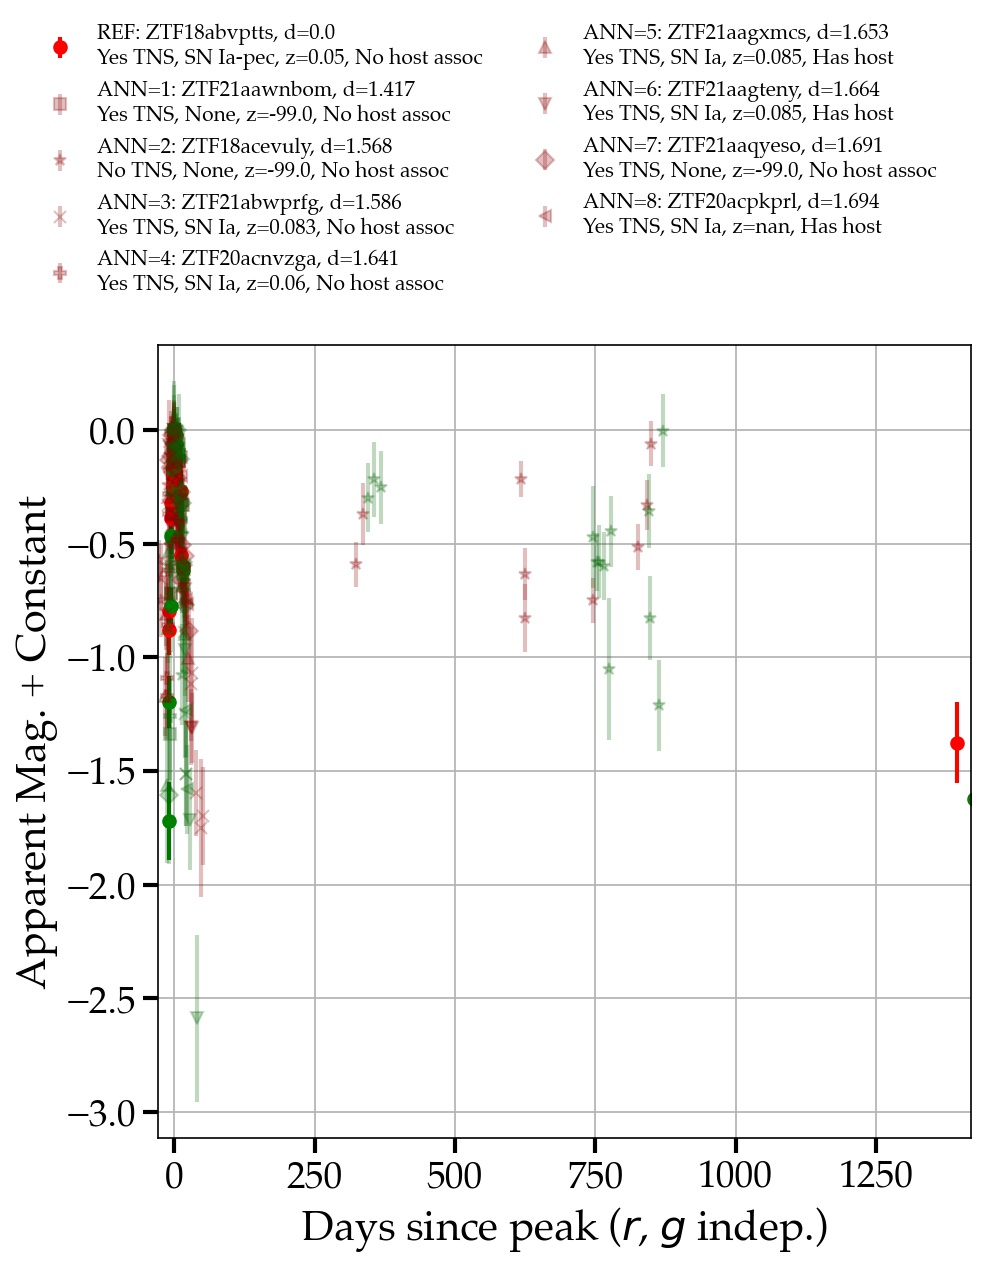 REF: ZTF18abvptts, d=0.0
Yes TNS, SN Ia-pec, z=0.05, No host assoc
ANN=1: ZTF21aawnbom, d=1.417
Yes TNS, None, z=-99.0, No host assoc
ANN=2: ZTF18acevuly, d=1.568
No TNS, None, z=-99.0, No host assoc
ANN=3: ZTF21abwprfg, d=1.586
Yes TNS, SN Ia, z=0.083, No host assoc
ANN=4: ZTF20acnvzga, d=1.641
Yes TNS, SN Ia, z=0.06, No host assoc
ANN=5: ZTF21aagxmcs, d=1.653
Yes TNS, SN Ia, z=0.085, Has host
ANN=6: ZTF21aagteny, d=1.664
Yes TNS, SN Ia, z=0.085, Has host
ANN=7: ZTF21aaqyeso, d=1.691
Yes TNS, None, z=-99.0, No host assoc
ANN=8: ZTF20acpkprl, d=1.694
Yes TNS, SN Ia, z=nan, Has host
Apparent Mag. + Constant
0.0
−0.5
−1.0
−1.5
−2.0
−2.5
−3.0
0 250 500 750 1000 1250
Days since peak (r, g indep.)